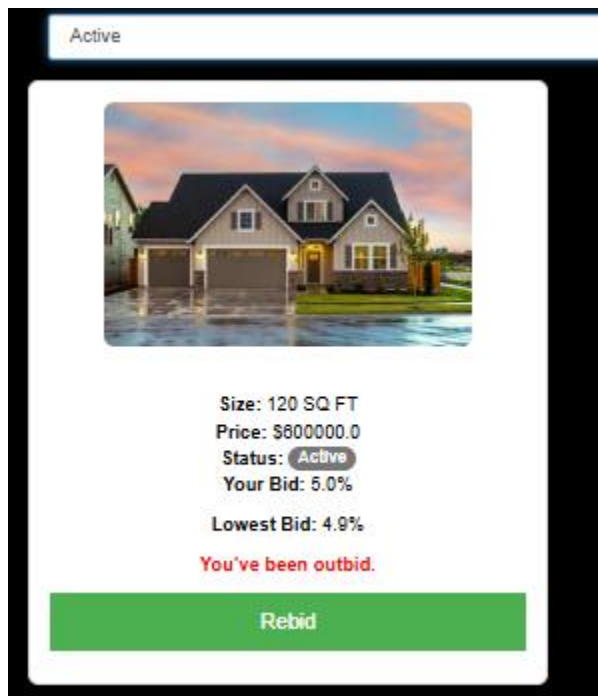 Active
Size: 120 SQ FT
Price: $600000.0
Status: Active
Your Bid: 5.0%
Lowest Bid: 4.9%
You've been outbid.
Rebid